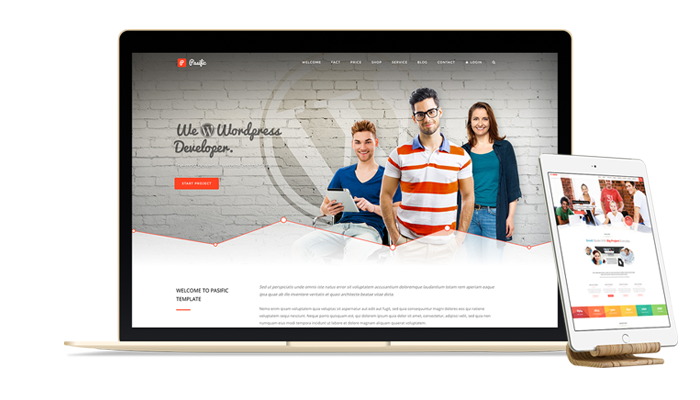 Pasific
WELCOME FACT PRICE SHOP SERVICE BLOG CONTACT LOGIN
We Wordpress
Developer.
START PROJECT
WELCOME TO PASIFIC
TEMPLATE
Sed ut perspiciatis unde omnis iste natus error sit voluptatem accusantium doloremque laudantium totam rem aperiam eaque
ipsa quae ab illo inventore veritatis et quasi architecto beatae vitae dicta
Nemo enim ipsam voluptatem quia voluptas sit aspernatur aut odit aut fugit, sed quia consequuntur magni dolores eos qui ratione
voluptatem sequi nesciunt. Neque porro quisquam est, qui dolorem ipsum quia dolor sit amet, consectetur, adipisci velit, sed quia non
numquam eius modi tempora incidunt ut labore et dolore magnam aliquam quaerat voluptatem